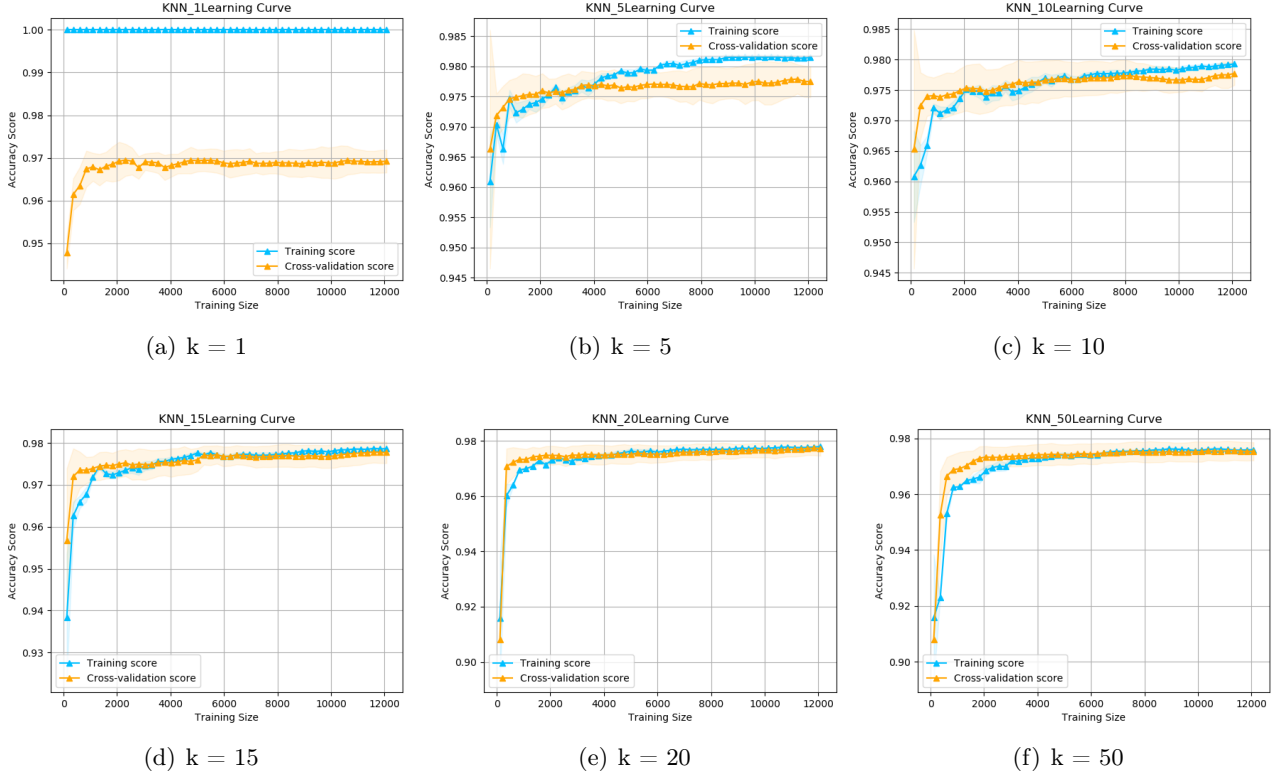 KNN_1Learning Curve
1.00
0.99
0.98
0.97
0.96
0.95
Accuracy Score
Training score
Cross-validation score
0 2000 4000 6000 8000 10000 12000
Training Size
(a) k = 1
KNN_5Learning Curve
0.985
0.980
0.975
0.970
0.965
0.960
0.955
0.950
0.945
Accuracy Score
Training score
Cross-validation score
0 2000 4000 6000 8000 10000 12000
Training Size
(b) k = 5
KNN_10Learning Curve
0.985
0.980
0.975
0.970
0.965
0.960
0.955
0.950
0.945
Accuracy Score
Training score
Cross-validation score
0 2000 4000 6000 8000 10000 12000
Training Size
(c) k = 10
KNN_15Learning Curve
0.98
0.97
0.96
0.95
0.94
0.93
Accuracy Score
Training score
Cross-validation score
0 2000 4000 6000 8000 10000 12000
Training Size
(d) k = 15
KNN_20Learning Curve
0.98
0.96
0.94
0.92
0.90
Accuracy Score
Training score
Cross-validation score
0 2000 4000 6000 8000 10000 12000
Training Size
(e) k = 20
KNN_50Learning Curve
0.98
0.96
0.94
0.92
0.90
Accuracy Score
Training score
Cross-validation score
0 2000 4000 6000 8000 10000 12000
Training Size
(f) k = 50